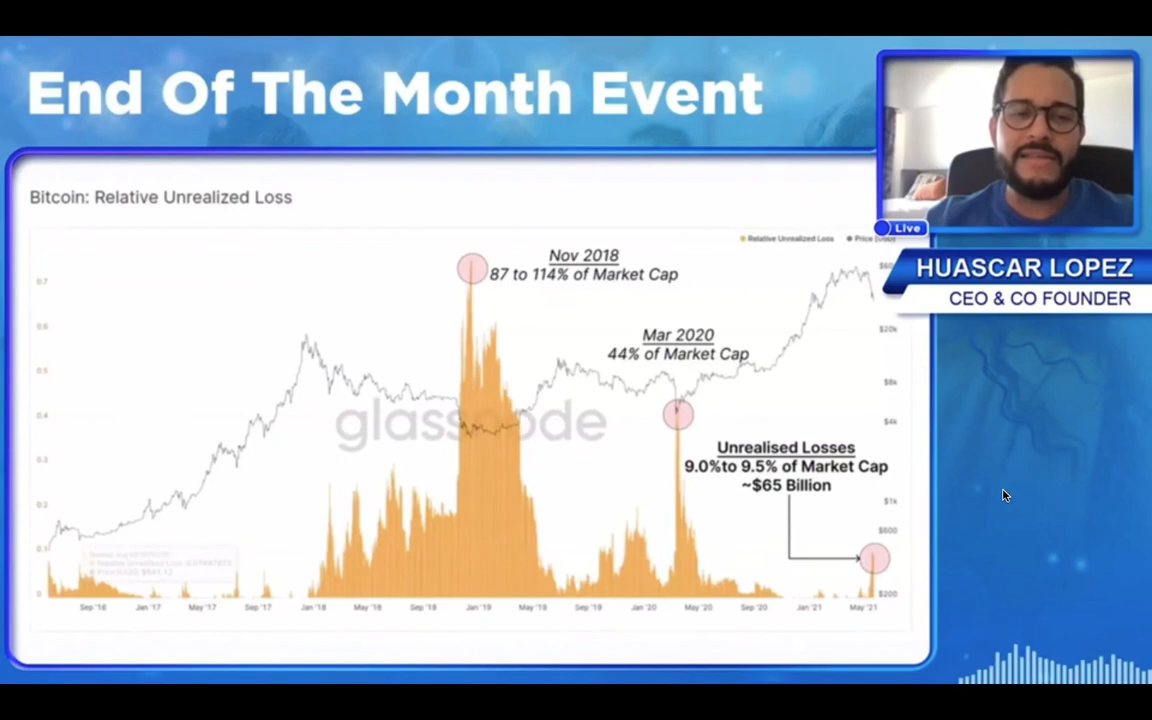 End Of The Month Event
Live
HUASCAR LOPEZ
CEO & CO FOUNDER
Bitcoin: Relative Unrealized Loss
Relative Unrealized Loss Price
Nov 2018
87 to 114% of Market Cap
Mar 2020
44% of Market Cap
glassnode
Unrealised Losses
9.0%to 9.5% of Market Cap
~$65 Billion
0.7
0.6
0.5
0.4
0.3
0.2
0.1
0
$20k
$8k
$4k
$1k
$600
$200
Sep '16 Jan '17 May '17 Sep '17 Jan '18 May '18 Sep '18 Jan '19 May '19 Sep '19 Jan '20 May '20 Sep '20 Jan '21 May '21